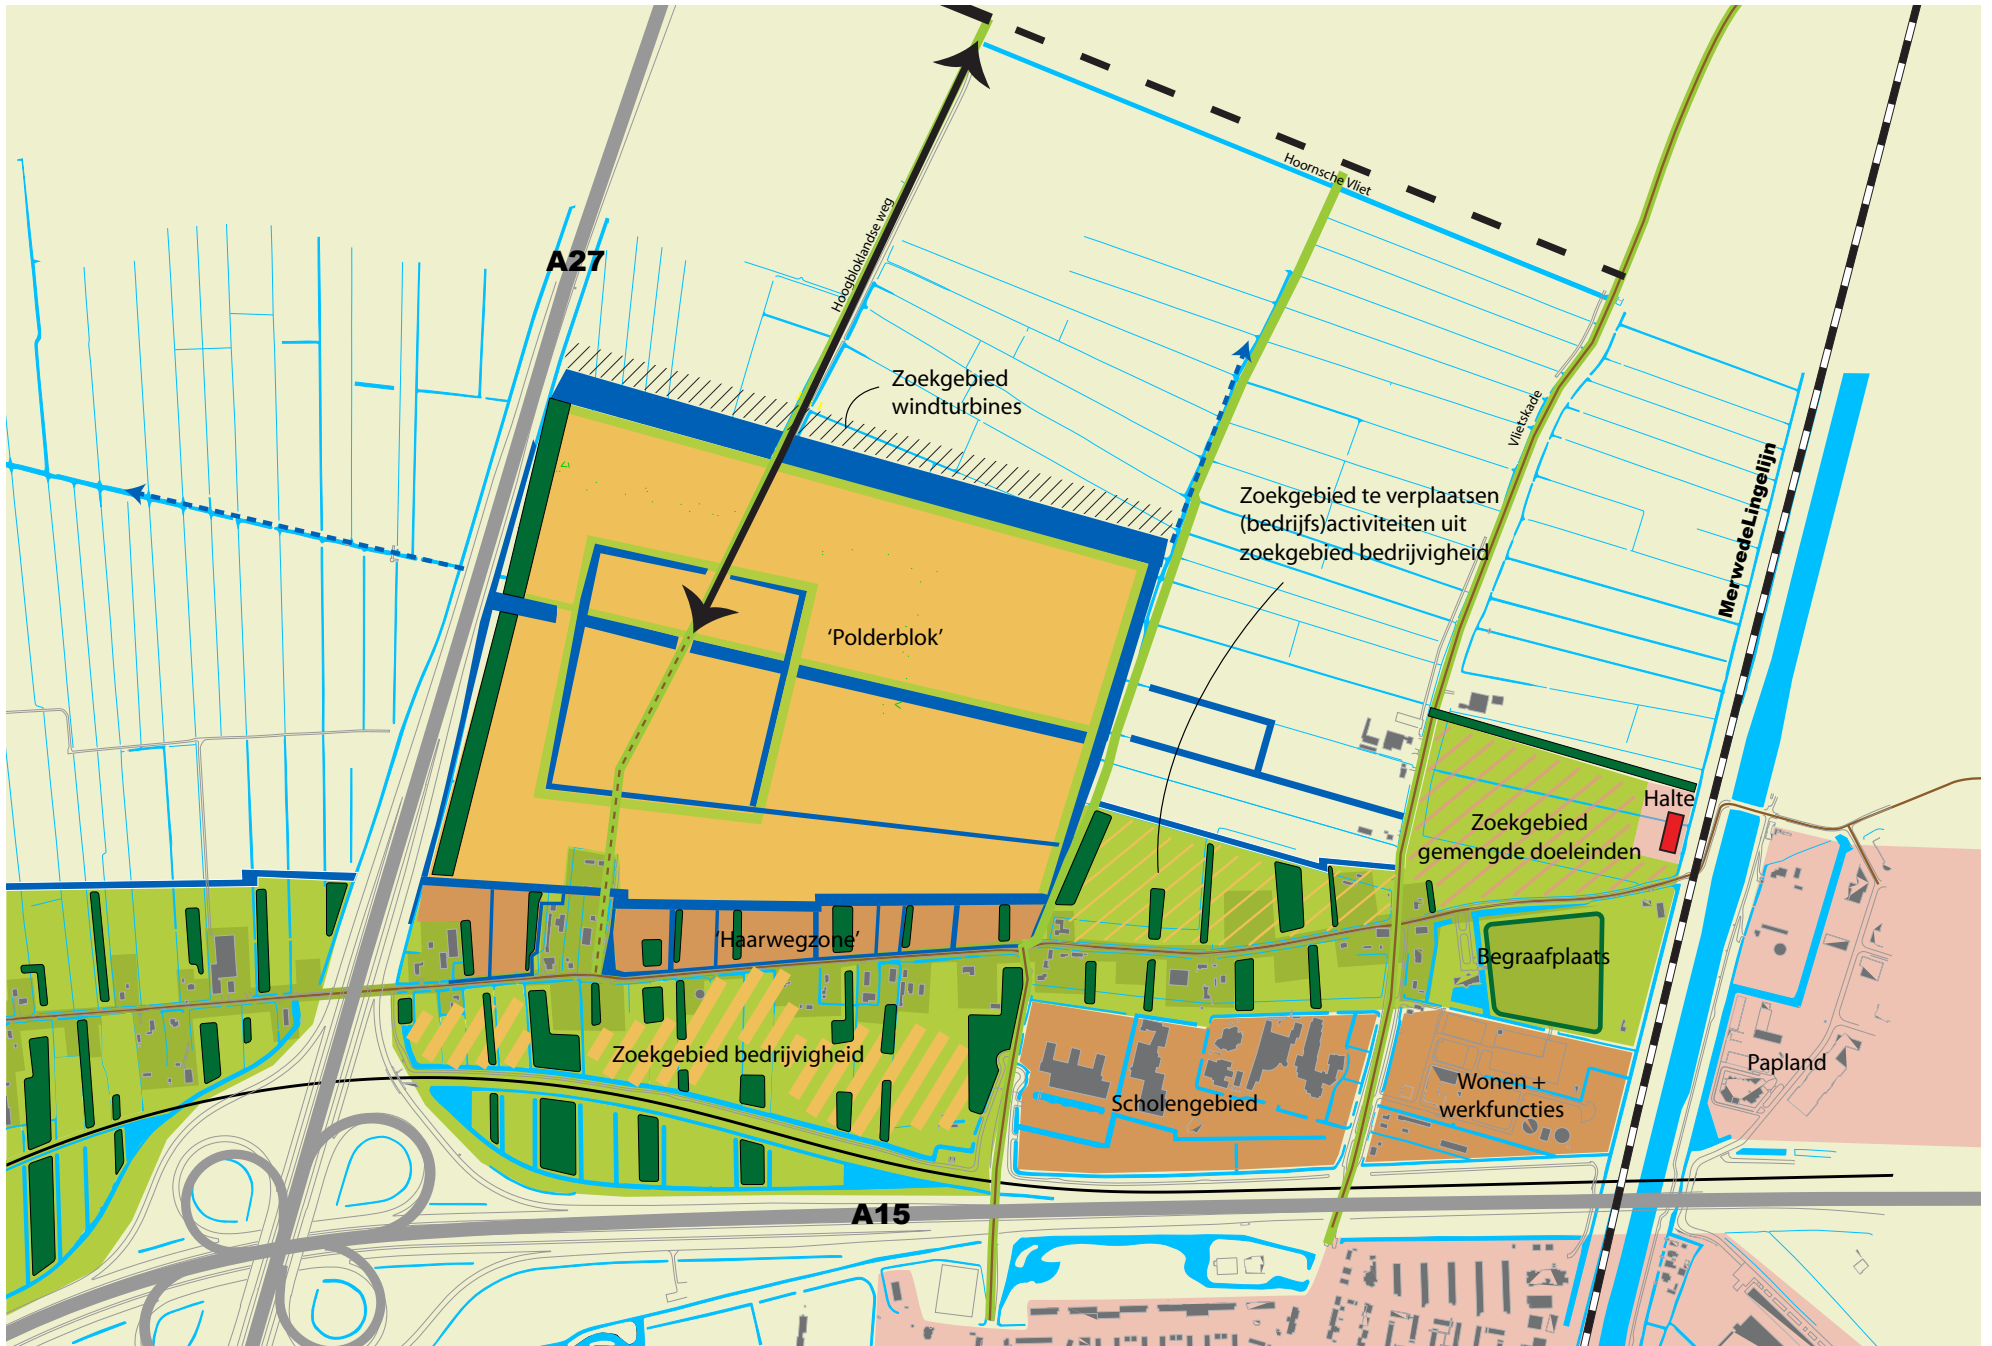 Hoornsche Vliet
A27
Hoogbloklandse weg
Zoekgebied
windturbines
Vlietskade
MerwedeLingelijn
Zoekgebied te verplaatsen
(bedrijfs)activiteiten uit
zoekgebied bedrijvigheid
‘Polderblok’
Halte
Zoekgebied
gemengde doeleinden
‘Haarwegzone’
Begraafplaats
Zoekgebied bedrijvigheid
Papland
Wonen +
werkfuncties
Scholengebied
A15